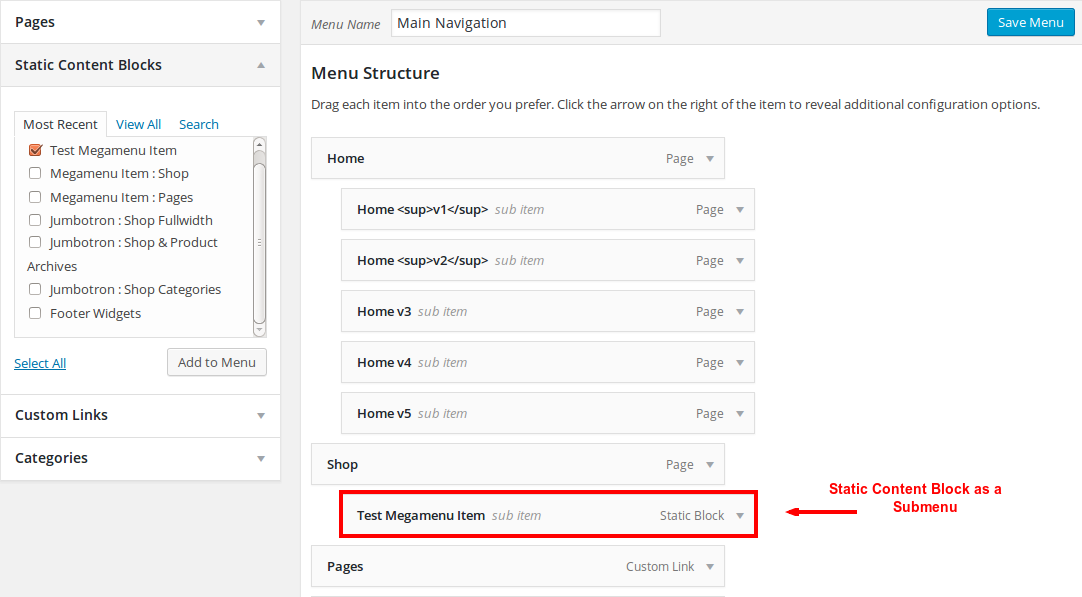 Pages
Static Content Blocks
Most Recent View All Search
Test Megamenu Item
Megamenu Item : Shop
Megamenu Item : Pages
Jumbotron : Shop Fullwidth
Jumbotron : Shop & Product
Archives
Jumbotron : Shop Categories
Footer Widgets
Select All Add to Menu
Custom Links
Categories
Menu Name Main Navigation Save Menu
Menu Structure
Drag each item into the order you prefer. Click the arrow on the right of the item to reveal additional configuration options.
Home Page
Home <sup>v1</sup> sub item Page
Home <sup>v2</sup> sub item Page
Home v3 sub item Page
Home v4 sub item Page
Home v5 sub item Page
Shop Page
Test Megamenu Item sub item Static Block
Static Content Block as a
Submenu
Pages Custom Link